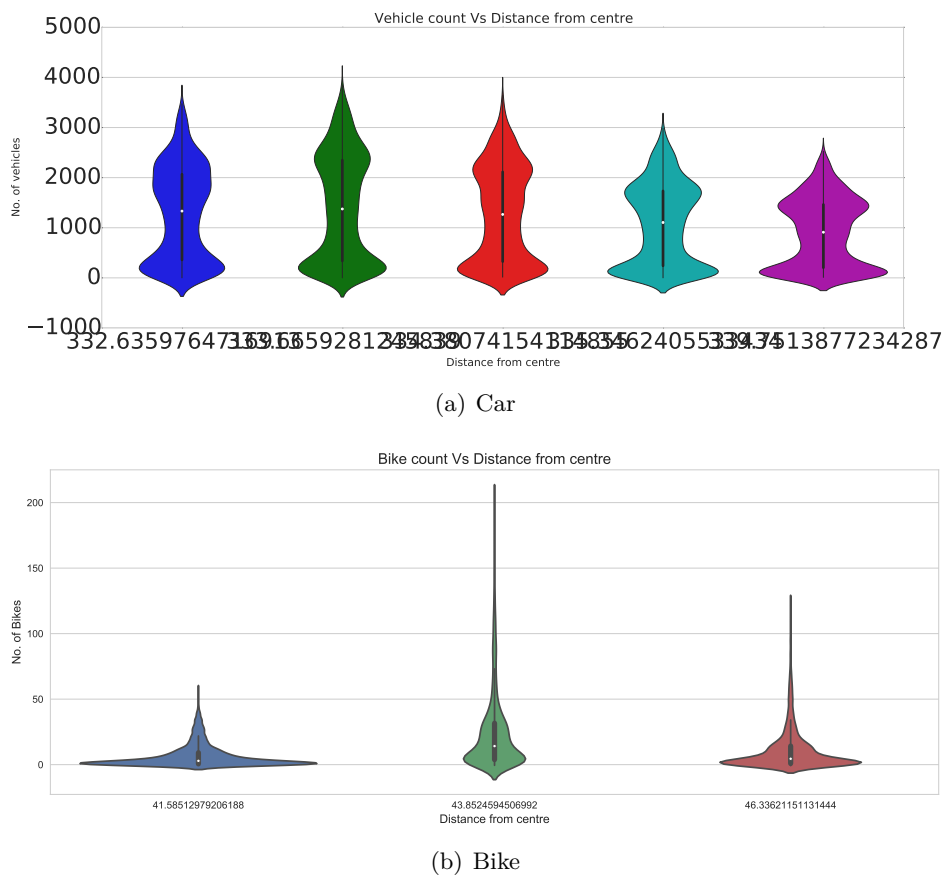 Vehicle count Vs Distance from centre
5000
4000
3000
2000
1000
0
−1000
No. of vehicles
Distance from centre
(a) Car
Bike count Vs Distance from centre
200
150
100
50
0
No. of Bikes
41.58512979206188
43.8524594506992
46.33621151131444
Distance from centre
(b) Bike